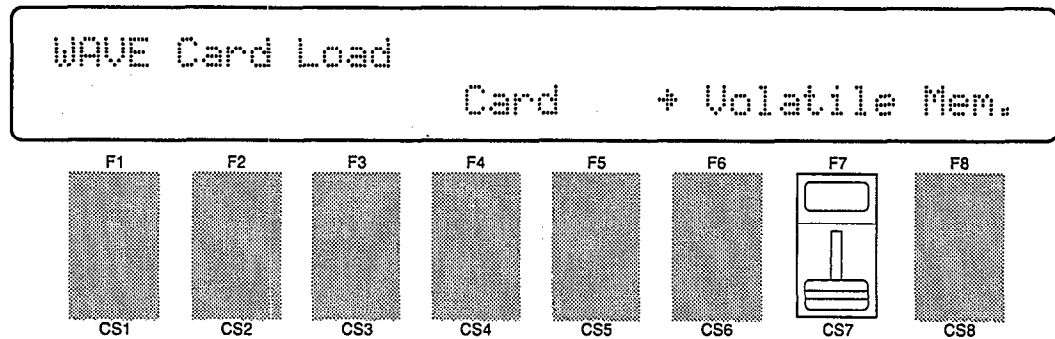 WAVE Card Load
Card → Volatile Mem.
F1 F2 F3 F4 F5 F6 F7 F8
CS1 CS2 CS3 CS4 CS5 CS6 CS7 CS8